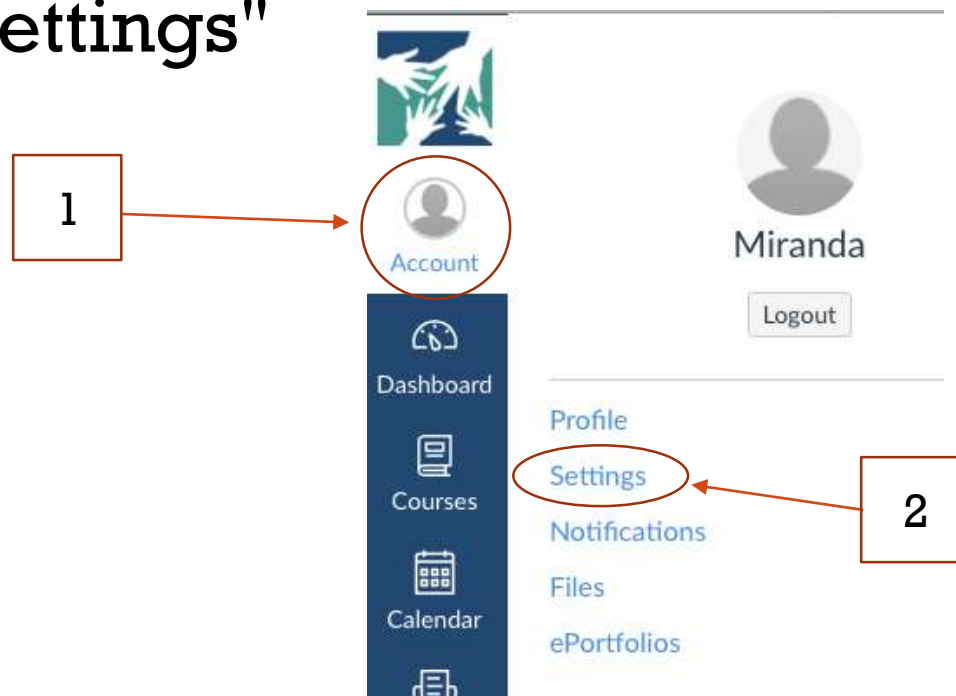 ettings"
1
Account
Dashboard
Courses
Calendar
Miranda
Logout
Profile
Settings
Notifications
Files
ePortfolios
2